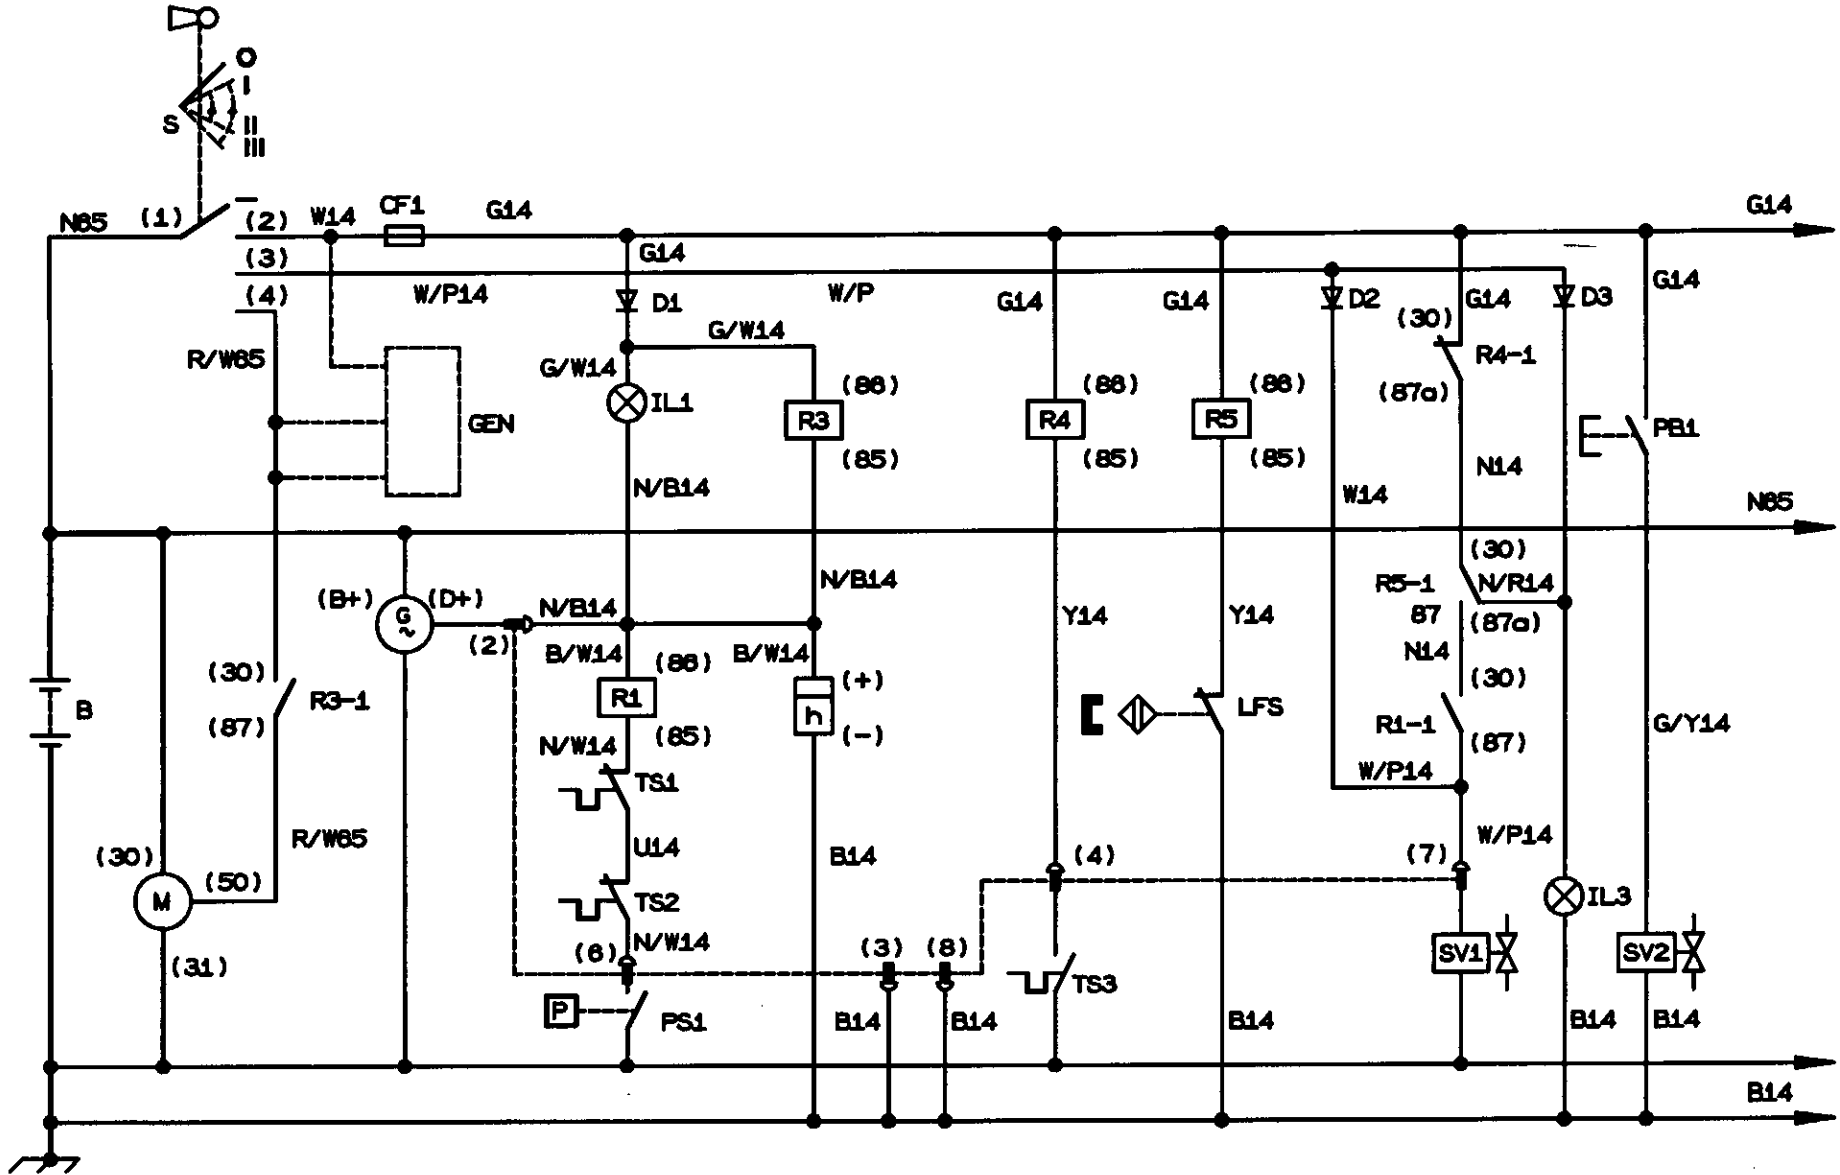 O
I
S
II
III
N65
(1)
(2)
W14
CF1
G14
G14
(3)
G14
(4)
W/P14
W/P
D1
G14
G14
D2
G14
D3
G14
(30)
R/W65
G/W14
G/W14
R4-1
GEN
IL1
(86)
R3
(85)
(86)
R4
(85)
(86)
R5
(85)
(87a)
PB1
N14
N/B14
W14
N65
(B+)
(D+)
G
~
(2)
N/B14
N/B14
Y14
Y14
(30)
R5-1
N/R14
87
(87a)
N14
B/W14
(86)
B/W14
(30)
(30)
R3-1
(87)
B
R1
(85)
(+)
h
(-)
LFS
R1-1
(87)
G/Y14
N/W14
TS1
W/P14
R/W65
U14
B14
W/P14
(30)
(50)
M
(31)
TS2
(4)
(7)
IL3
N/W14
(6)
(3)
(8)
SV1
SV2
P
PS1
B14
B14
TS3
B14
B14
B14
B14